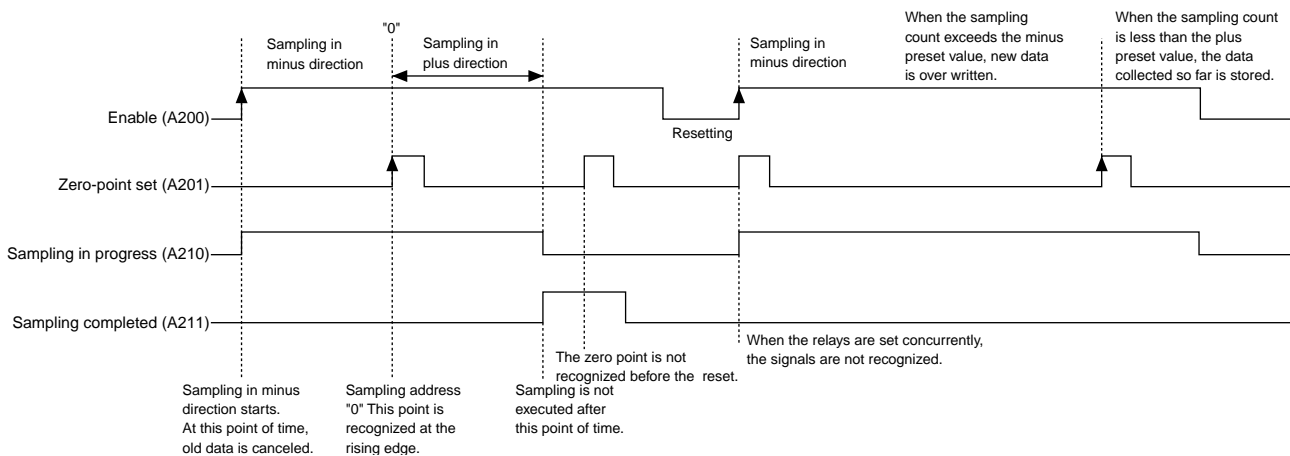 "0"
Sampling in
minus direction
Sampling in
plus direction
Sampling in
minus direction
When the sampling
count exceeds the minus
preset value, new data
is over written.
When the sampling count
is less than the plus
preset value, the data
collected so far is stored.
Enable (A200)
Resetting
Zero-point set (A201)
Sampling in progress (A210)
Sampling completed (A211)
The zero point is not
recognized before the reset.
When the relays are set concurrently,
the signals are not recognized.
Sampling in minus
direction starts.
At this point of time,
old data is canceled.
Sampling address
"0" This point is
recognized at the
rising edge.
Sampling is not
executed after
this point of time.